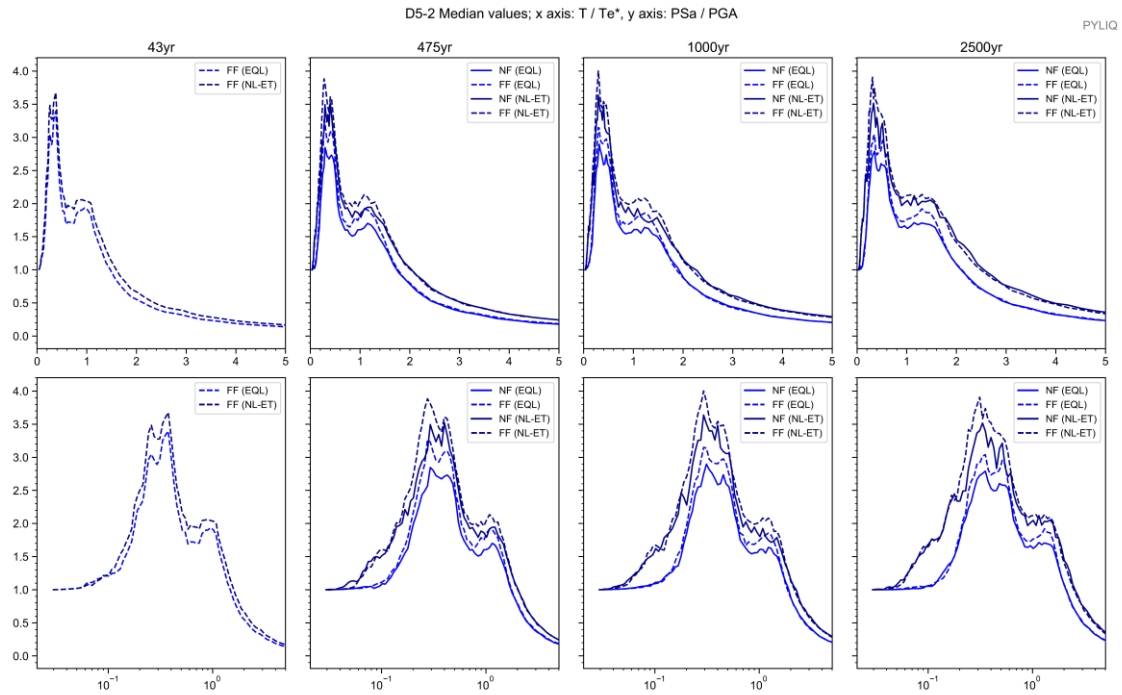 D5-2 Median values; x axis: T / Te*, y axis: PSa / PGA
PYLIQ
43yr
475yr
1000yr
2500yr
4.0
3.5
3.0
2.5
2.0
1.5
1.0
0.5
0.0
FF (EQL)
FF (NL-ET)
NF (EQL)
FF (EQL)
NF (NL-ET)
FF (NL-ET)
NF (EQL)
FF (EQL)
NF (NL-ET)
FF (NL-ET)
NF (EQL)
FF (EQL)
NF (NL-ET)
FF (NL-ET)
0 1 2 3 4 5
0 1 2 3 4 5
0 1 2 3 4 5
0 1 2 3 4 5
4.0
3.5
3.0
2.5
2.0
1.5
1.0
0.5
0.0
FF (EQL)
FF (NL-ET)
NF (EQL)
FF (EQL)
NF (NL-ET)
FF (NL-ET)
NF (EQL)
FF (EQL)
NF (NL-ET)
FF (NL-ET)
NF (EQL)
FF (EQL)
NF (NL-ET)
FF (NL-ET)
10⁻¹ 10⁰
10⁻¹ 10⁰
10⁻¹ 10⁰
10⁻¹ 10⁰